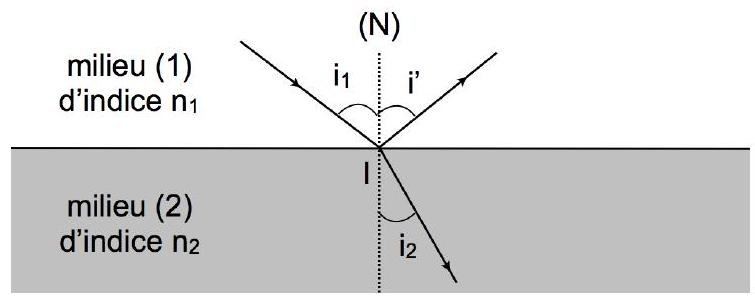 (N)
milieu (1)
d'indice n₁
i₁
i'
I
milieu (2)
d'indice n₂
i₂